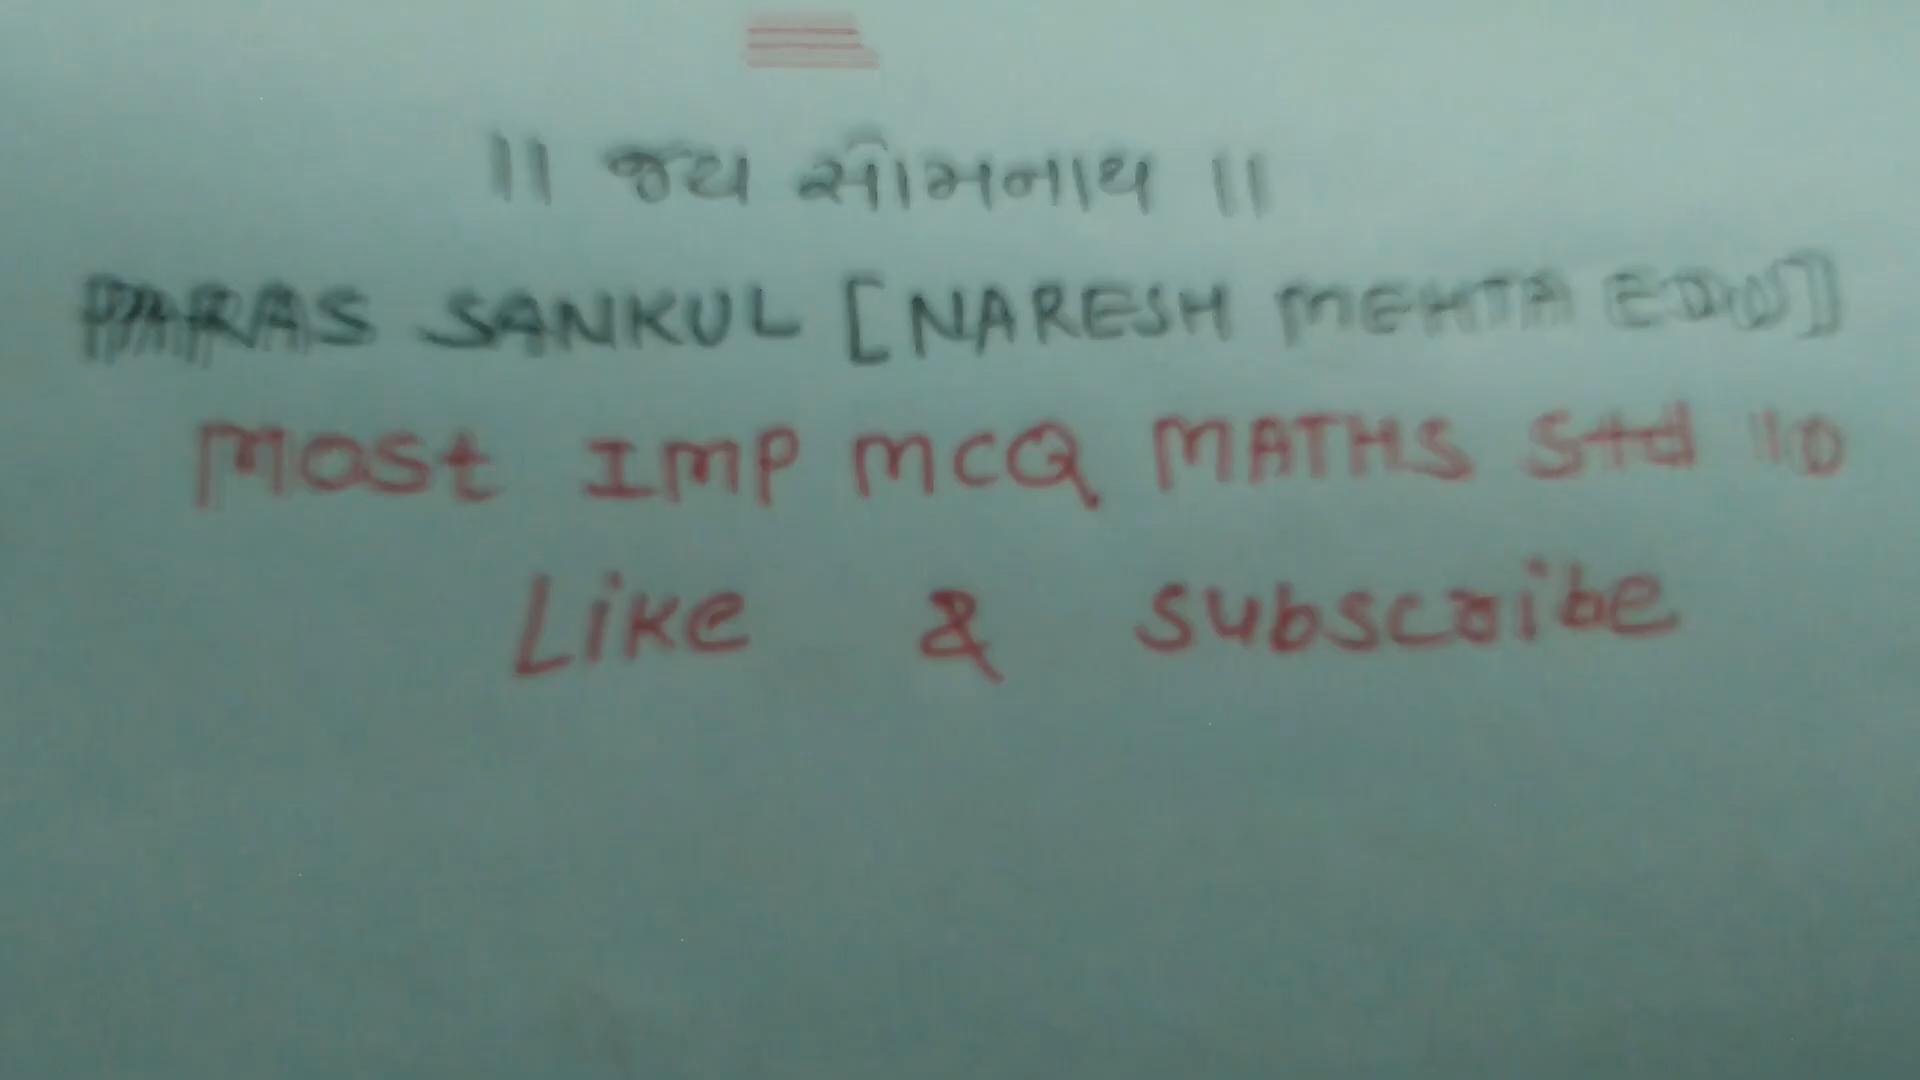 || જય સોમનાથ ||
PARAS SANKUL [NARESH MEHTA EDU]
Most IMP MCQ MATHS Std 10
Like & Subscribe